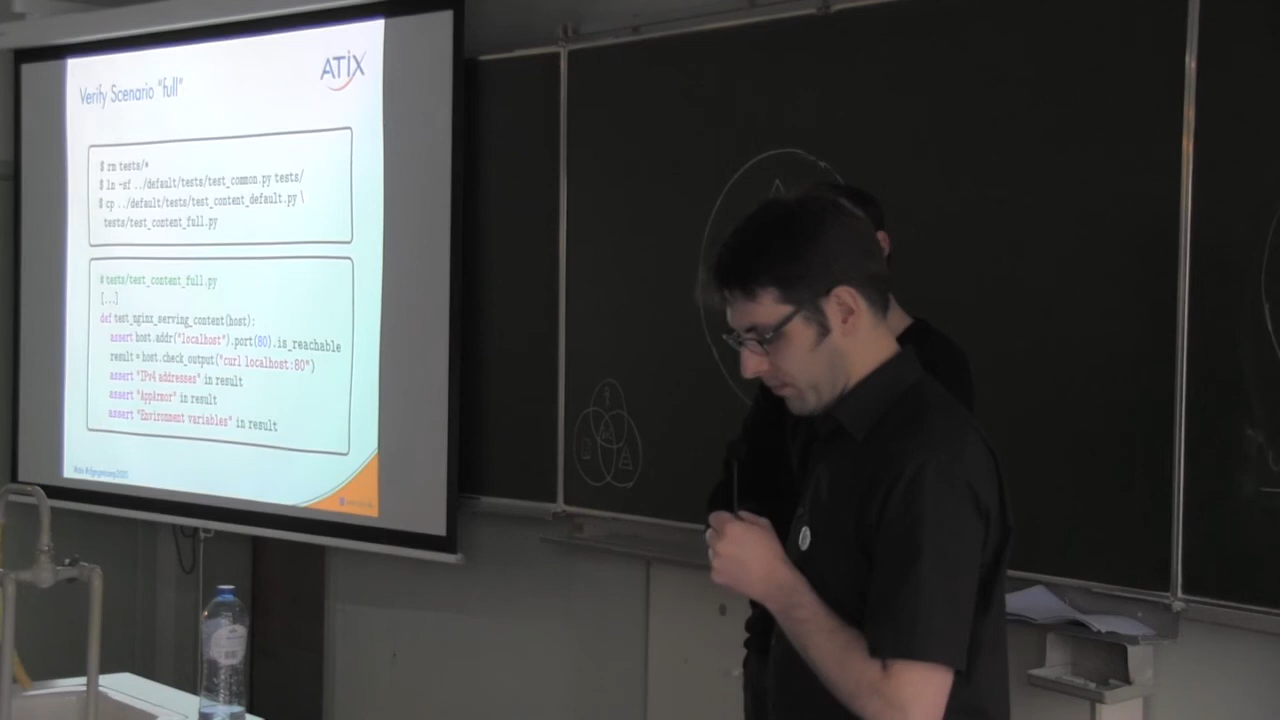 ATIX
Verify Scenario "full"
$ rm tests/*
$ ln -sf ../default/tests/test_common.py tests/
$ cp ../default/tests/test_content_default.py \
tests/test_content_full.py
# tests/test_content_full.py
[...]
def test_nginx_serving_content(host):
assert host.addr("localhost").port(80).is_reachable
result = host.check_output("curl localhost:80")
assert "IPv4 addresses" in result
assert "AppArmor" in result
assert "Environment variables" in result